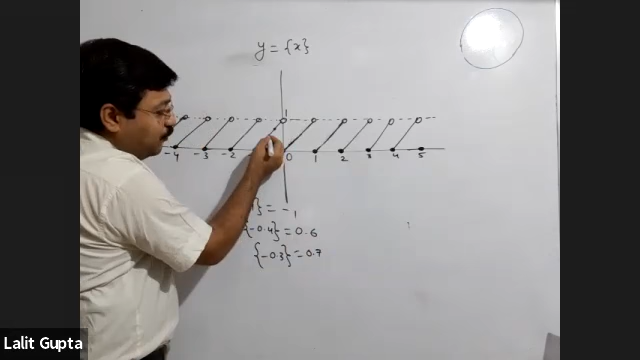 y = {x}
1
-4 -3 -2 0 1 2 3 4 5
} = -1
{-0.4} = 0.6
{-0.3} = 0.7
Lalit Gupta